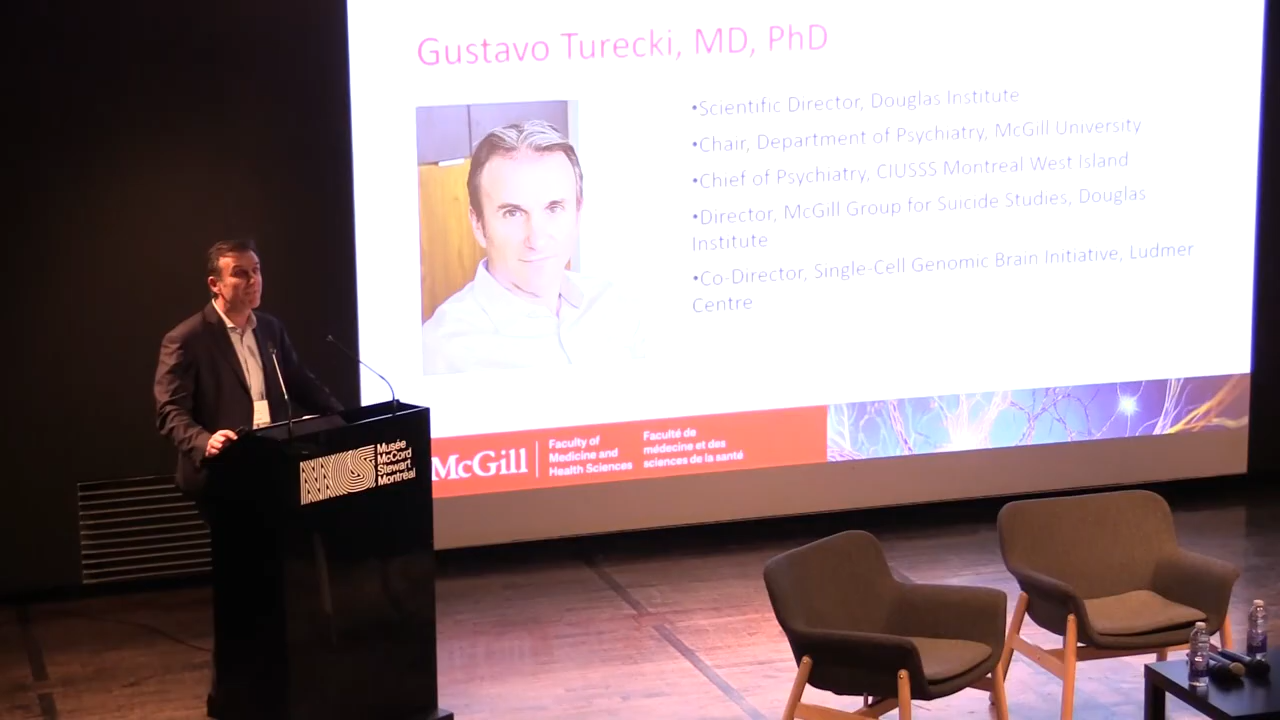 Gustavo Turecki, MD, PhD
•Scientific Director, Douglas Institute
•Chair, Department of Psychiatry, McGill University
•Chief of Psychiatry, CIUSSS Montreal West Island
•Director, McGill Group for Suicide Studies, Douglas
Institute
•Co-Director, Single-Cell Genomic Brain Initiative, Ludmer
Centre
McGill
Faculty of
Medicine and
Health Sciences
Faculté de
médecine et des
sciences de la santé
Musée
McCord
Stewart
Montréal